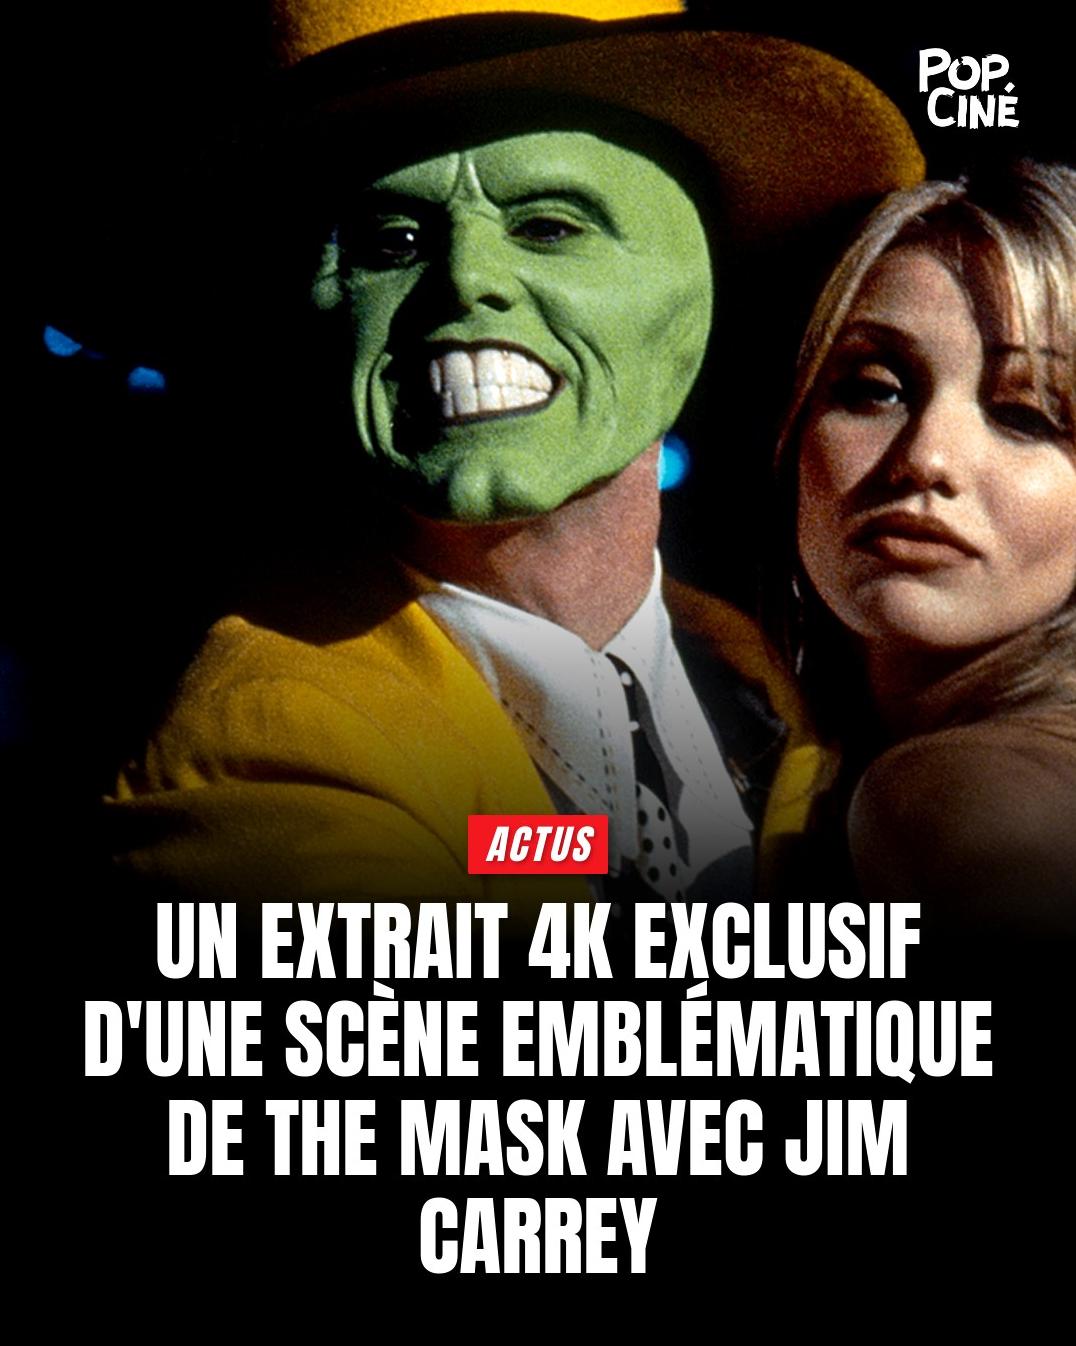 POP.
CINÉ
ACTUS
UN EXTRAIT 4K EXCLUSIF
D'UNE SCÈNE EMBLÉMATIQUE
DE THE MASK AVEC JIM
CARREY